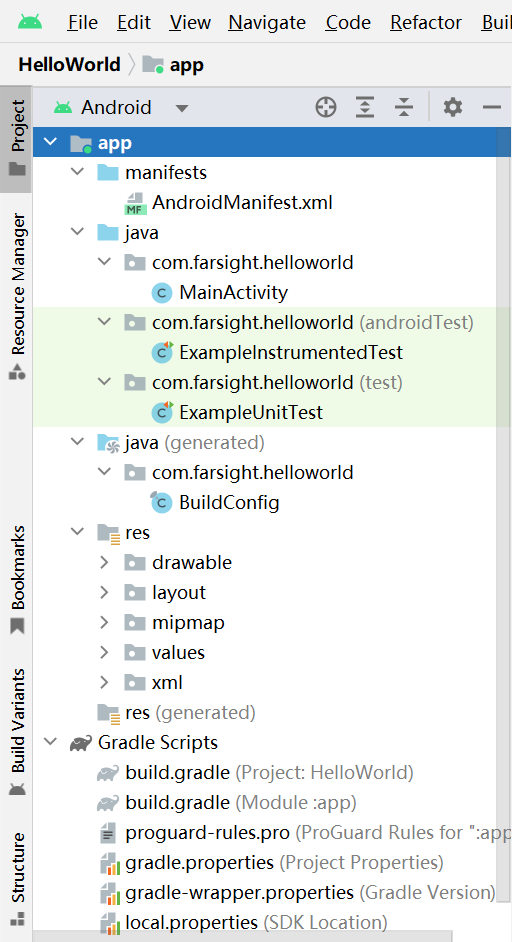 File Edit View Navigate Code Refactor Bui
HelloWorld app
Project
Android
app
manifests
AndroidManifest.xml
java
com.farsight.helloworld
MainActivity
com.farsight.helloworld (androidTest)
ExampleInstrumentedTest
com.farsight.helloworld (test)
ExampleUnitTest
java (generated)
com.farsight.helloworld
BuildConfig
res
drawable
layout
mipmap
values
xml
res (generated)
Gradle Scripts
build.gradle (Project: HelloWorld)
build.gradle (Module :app)
proguard-rules.pro (ProGuard Rules for ":app
gradle.properties (Project Properties)
gradle-wrapper.properties (Gradle Version)
local.properties (SDK Location)
Resource Manager
Bookmarks
Build Variants
Structure